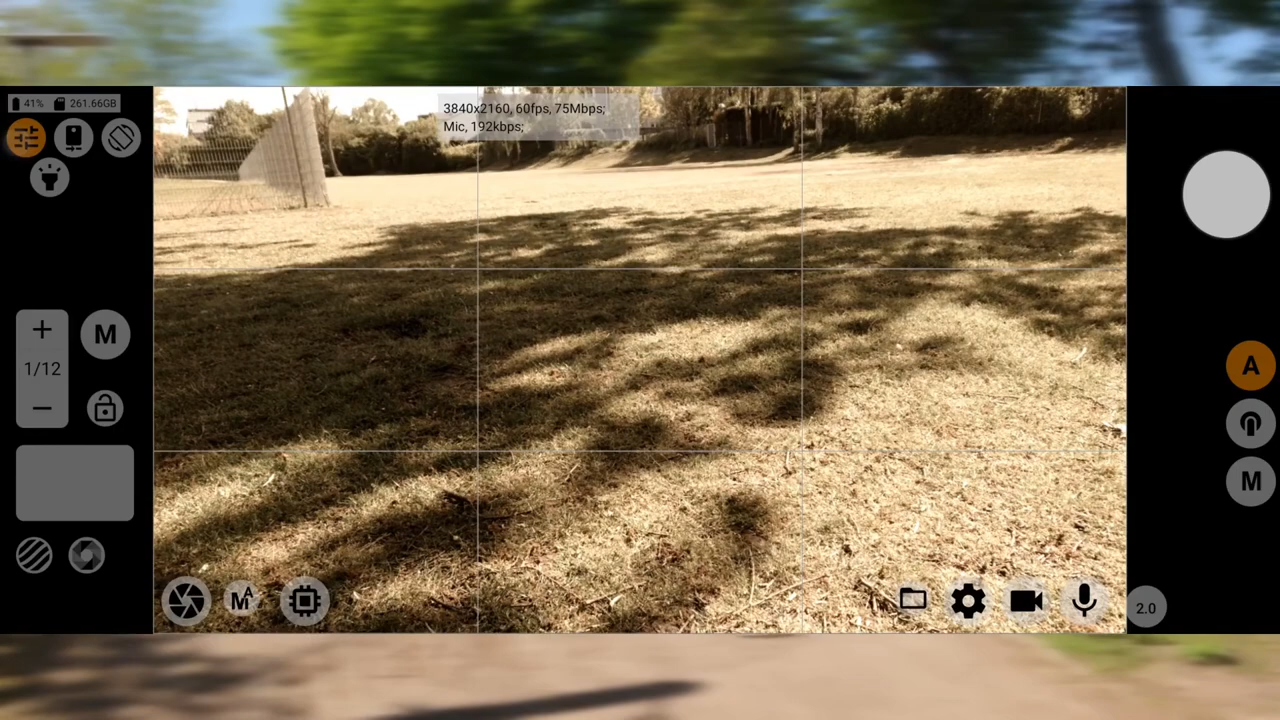 41% 261.66GB
3840x2160, 60fps, 75Mbps;
Mic, 192kbps;
+
M
1/12
−
A
M
M A
2.0